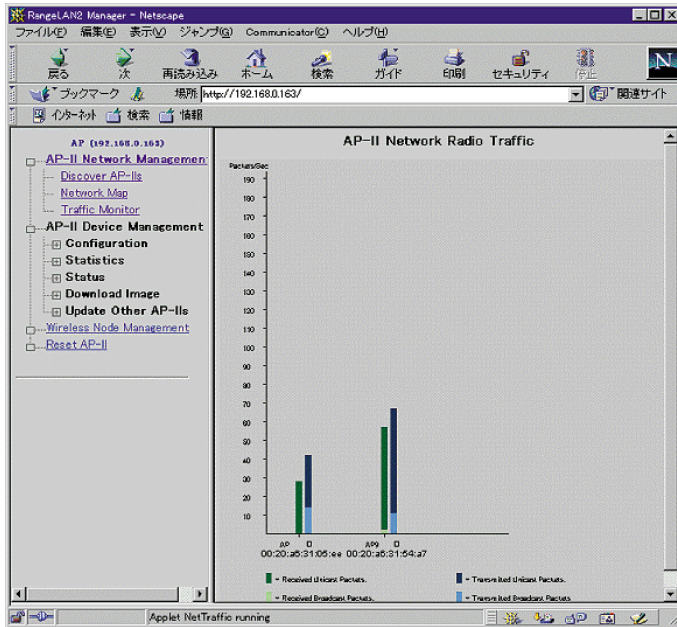 RangeLAN2 Manager - Netscape
ファイル(F) 編集(E) 表示(V) ジャンプ(G) Communicator(C) ヘルプ(H)
戻る 次 再読み込み ホーム 検索 ガイド 印刷 セキュリティ 停止
N
ブックマーク 場所 http://192.168.0.163/ 関連サイト
インターネット 検索 情報
AP (192.168.0.163)
AP-II Network Managemen
Discover AP-IIs
Network Map
Traffic Monitor
AP-II Device Management
Configuration
Statistics
Status
Download Image
Update Other AP-IIs
Wireless Node Management
Reset AP-II
AP-II Network Radio Traffic
Packets/Sec
190
180
170
160
150
140
130
120
110
100
90
80
70
60
50
40
30
20
10
AP
AP9
00:20:a6:31:05:ee 00:20:a6:31:54:a7
= Received Unicast Packets. = Transmited Unicast Packets.
= Received Broadcast Packets. = Transmited Broadcast Packets
Applet NetTraffic running